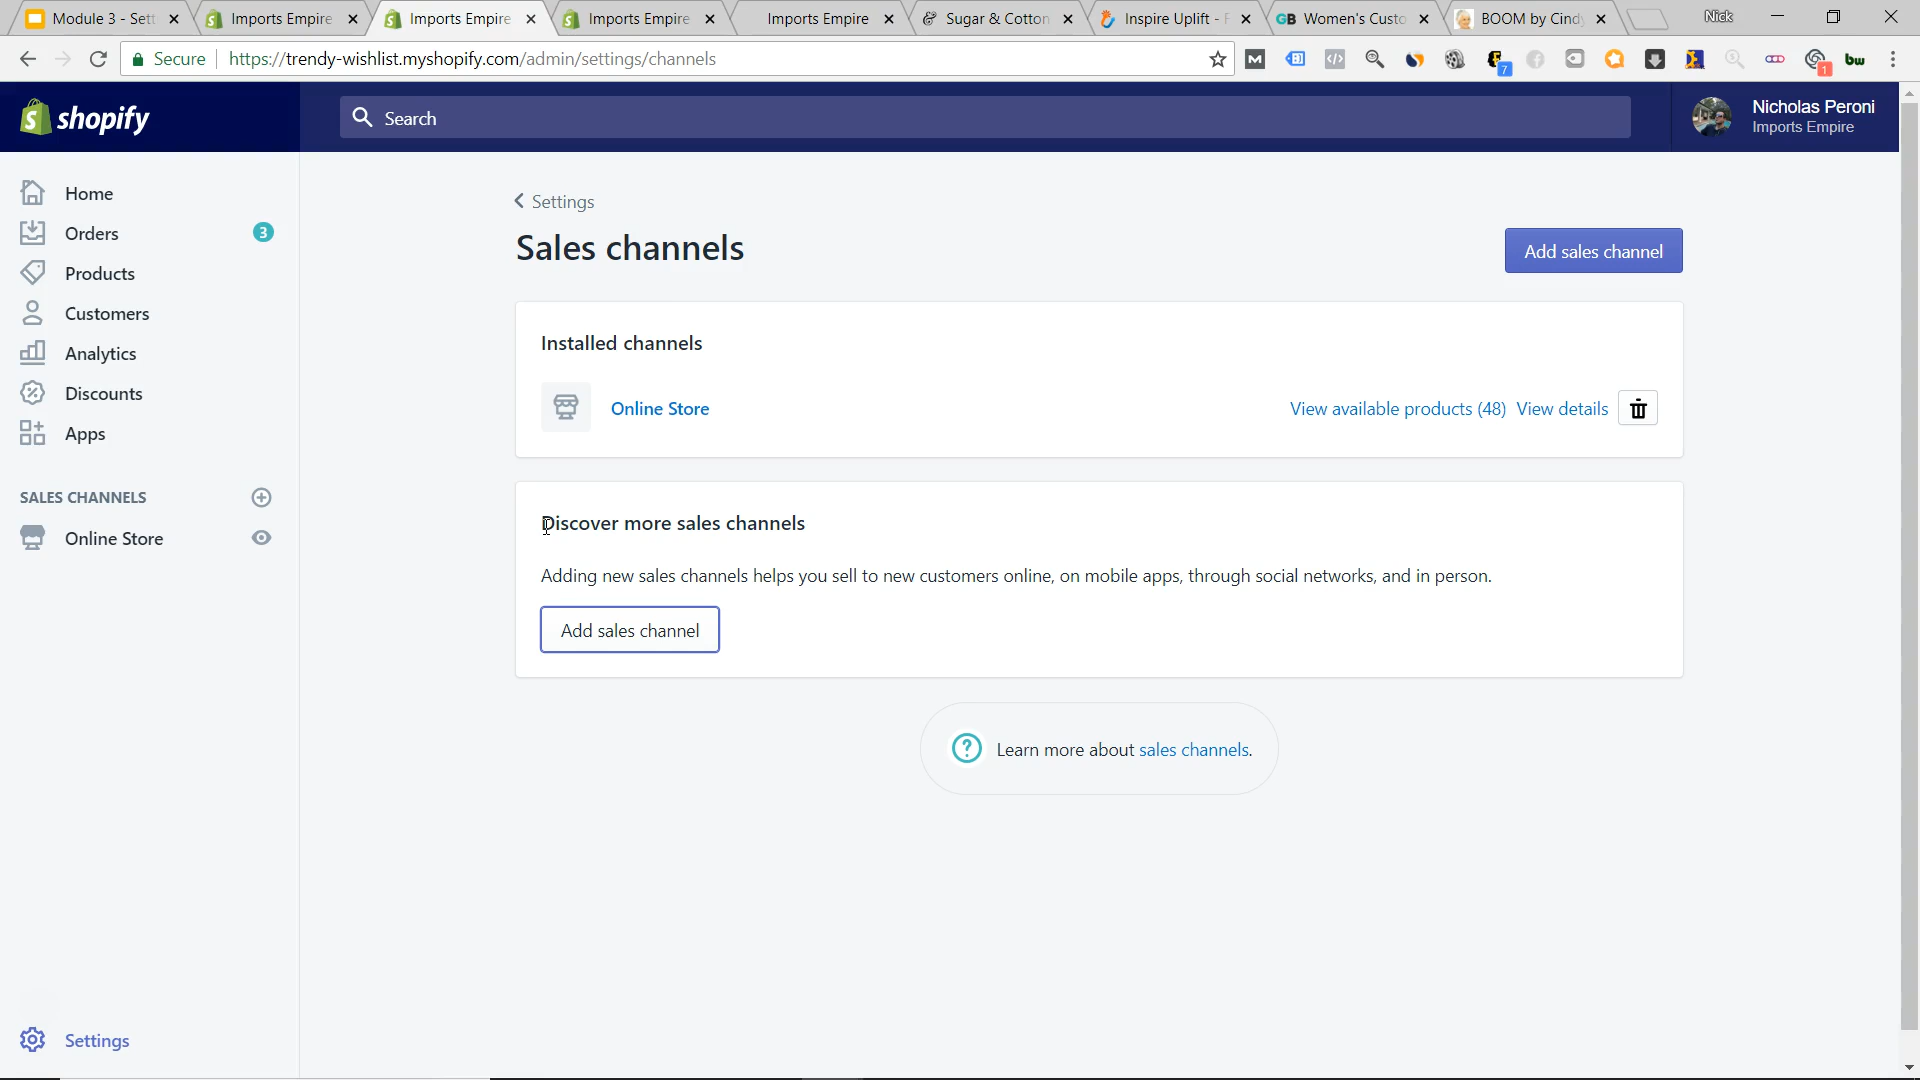 Module 3 - Sett
Imports Empire
Imports Empire
Imports Empire
Imports Empire
Sugar & Cotton
Inspire Uplift - F
GB Women's Custo
BOOM by Cindy
Nick
Secure
https://trendy-wishlist.myshopify.com/admin/settings/channels
7
1
bw
shopify
Search
Nicholas Peroni
Imports Empire
Home
Orders
3
Products
Customers
Analytics
Discounts
Apps
SALES CHANNELS
Online Store
Settings
Settings
Sales channels
Add sales channel
Installed channels
Online Store
View available products (48)
View details
Discover more sales channels
Adding new sales channels helps you sell to new customers online, on mobile apps, through social networks, and in person.
Add sales channel
Learn more about sales channels.